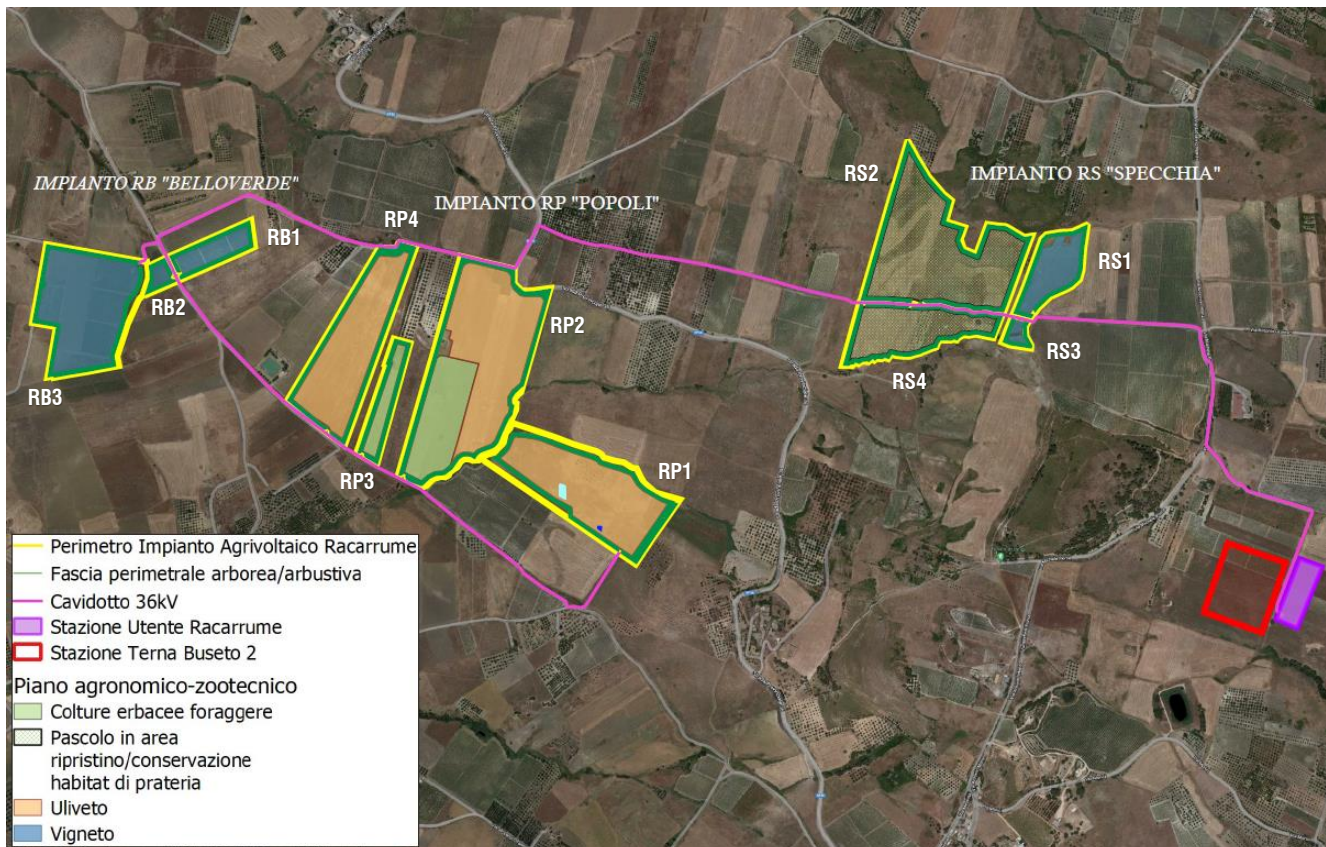 IMPIANTO RB "BELLOVERDE"
IMPIANTO RP "POPOLI"
IMPIANTO RS "SPECCHIA"
RS2
RB1
RP4
RS1
RB2
RP2
RS3
RB3
RS4
RP3
RP1
Perimetro Impianto Agrivoltaico Racarrume
Fascia perimetrale arborea/arbustiva
Cavidotto 36kV
Stazione Utente Racarrume
Stazione Terna Buseto 2
Piano agronomico-zootecnico
Colture erbacee foraggere
Pascolo in area
ripristino/conservazione
habitat di prateria
Uliveto
Vigneto